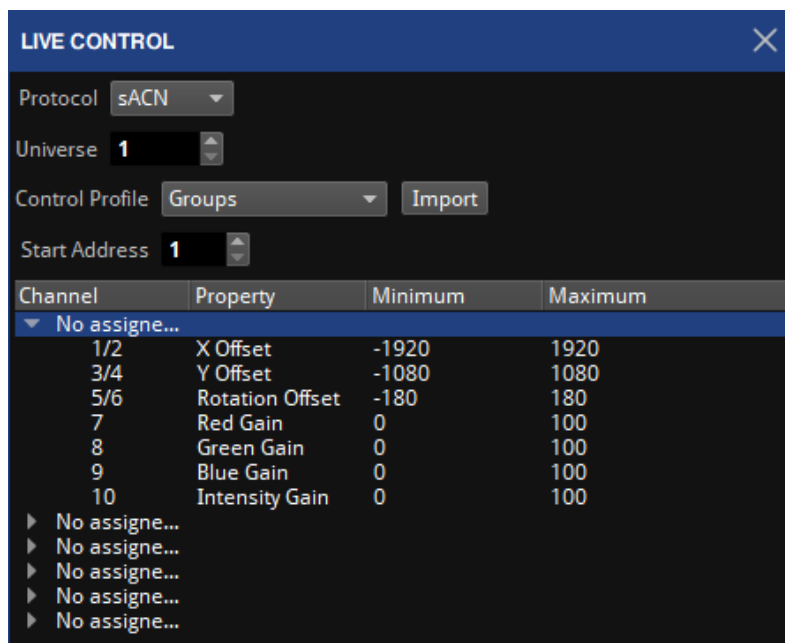 LIVE CONTROL
Protocol sACN
Universe 1
Control Profile Groups Import
Start Address 1
Channel Property Minimum Maximum
No assigne...
1/2 X Offset -1920 1920
3/4 Y Offset -1080 1080
5/6 Rotation Offset -180 180
7 Red Gain 0 100
8 Green Gain 0 100
9 Blue Gain 0 100
10 Intensity Gain 0 100
No assigne...
No assigne...
No assigne...
No assigne...
No assigne...